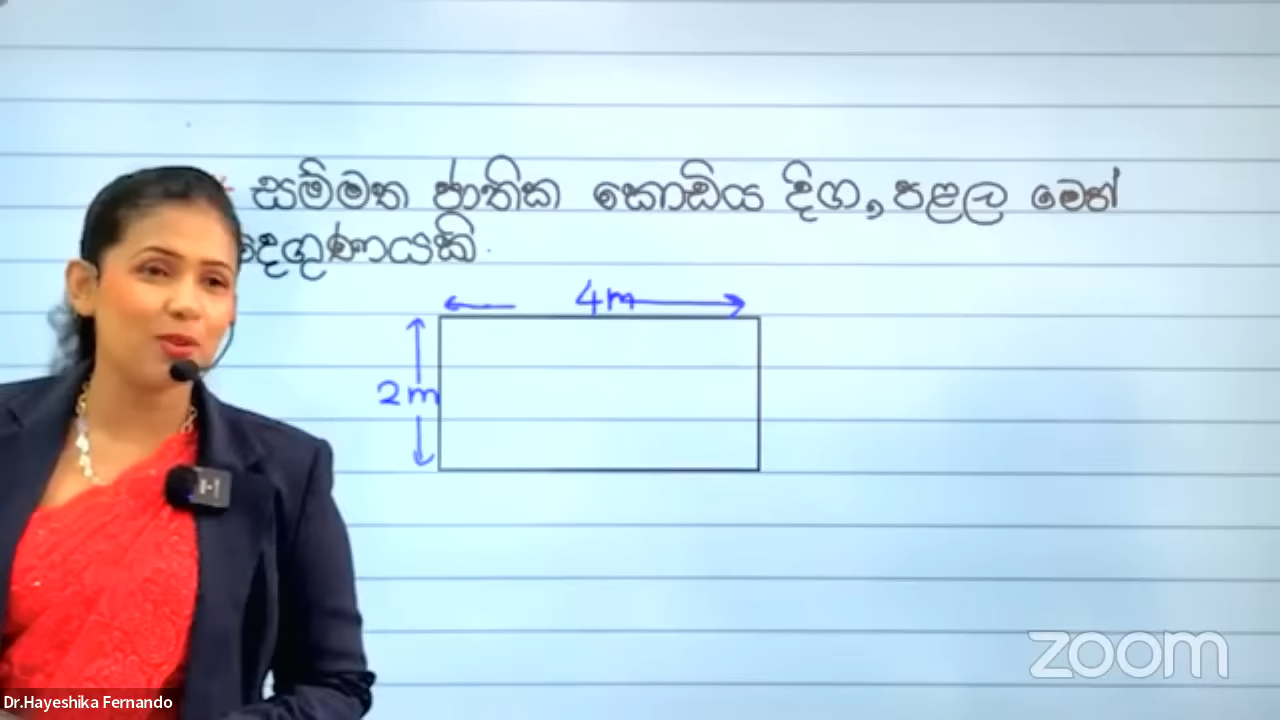 සම්මත ජාතික කොඩිය දිග, පළල මෙන්
දෙගුණයකි.
4m
2m
zoom
Dr.Hayeshika Fernando